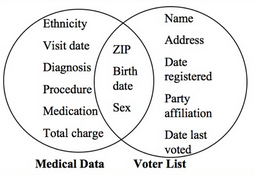 Ethnicity
Visit date
Diagnosis
Procedure
Medication
Total charge
ZIP
Birth
date
Sex
Name
Address
Date
registered
Party
affiliation
Date last
voted
Medical Data
Voter List